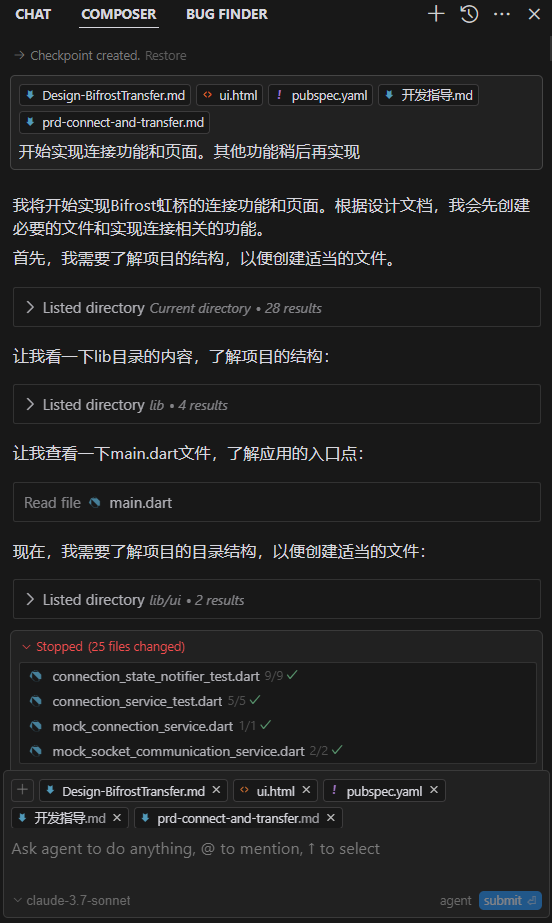 CHAT COMPOSER BUG FINDER
Checkpoint created. Restore
Design-BifrostTransfer.md ui.html pubspec.yaml 开发指导.md
prd-connect-and-transfer.md
开始实现连接功能和页面。其他功能稍后再实现
我将开始实现Bifrost虹桥的连接功能和页面。根据设计文档，我会先创建
必要的文件和实现连接相关的功能。
首先，我需要了解项目的结构，以便创建适当的文件。
Listed directory Current directory • 28 results
让我看一下lib目录的内容，了解项目的结构：
Listed directory lib • 4 results
让我查看一下main.dart文件，了解应用的入口点：
Read file main.dart
现在，我需要了解项目的目录结构，以便创建适当的文件：
Listed directory lib/ui • 2 results
Stopped (25 files changed)
connection_state_notifier_test.dart 9/9
connection_service_test.dart 5/5
mock_connection_service.dart 1/1
mock_socket_communication_service.dart 2/2
Design-BifrostTransfer.md ui.html pubspec.yaml
开发指导.md prd-connect-and-transfer.md
Ask agent to do anything, @ to mention, ↑ to select
claude-3.7-sonnet agent submit